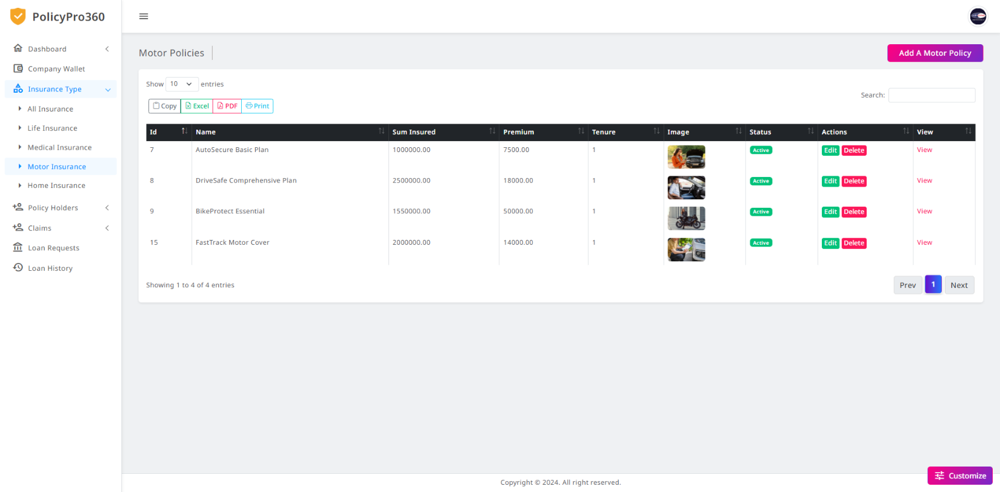 PolicyPro360
Dashboard
Company Wallet
Insurance Type
All Insurance
Life Insurance
Medical Insurance
Motor Insurance
Home Insurance
Policy Holders
Claims
Loan Requests
Loan History
Motor Policies
Add A Motor Policy
Show 10 entries
Search:
Copy Excel PDF Print
Id Name Sum Insured Premium Tenure Image Status Actions View
7 AutoSecure Basic Plan 1000000.00 7500.00 1 Active Edit Delete View
8 DriveSafe Comprehensive Plan 2500000.00 18000.00 1 Active Edit Delete View
9 BikeProtect Essential 1550000.00 50000.00 1 Active Edit Delete View
15 FastTrack Motor Cover 2000000.00 14000.00 1 Active Edit Delete View
Showing 1 to 4 of 4 entries
Prev 1 Next
Customize
Copyright © 2024. All right reserved.